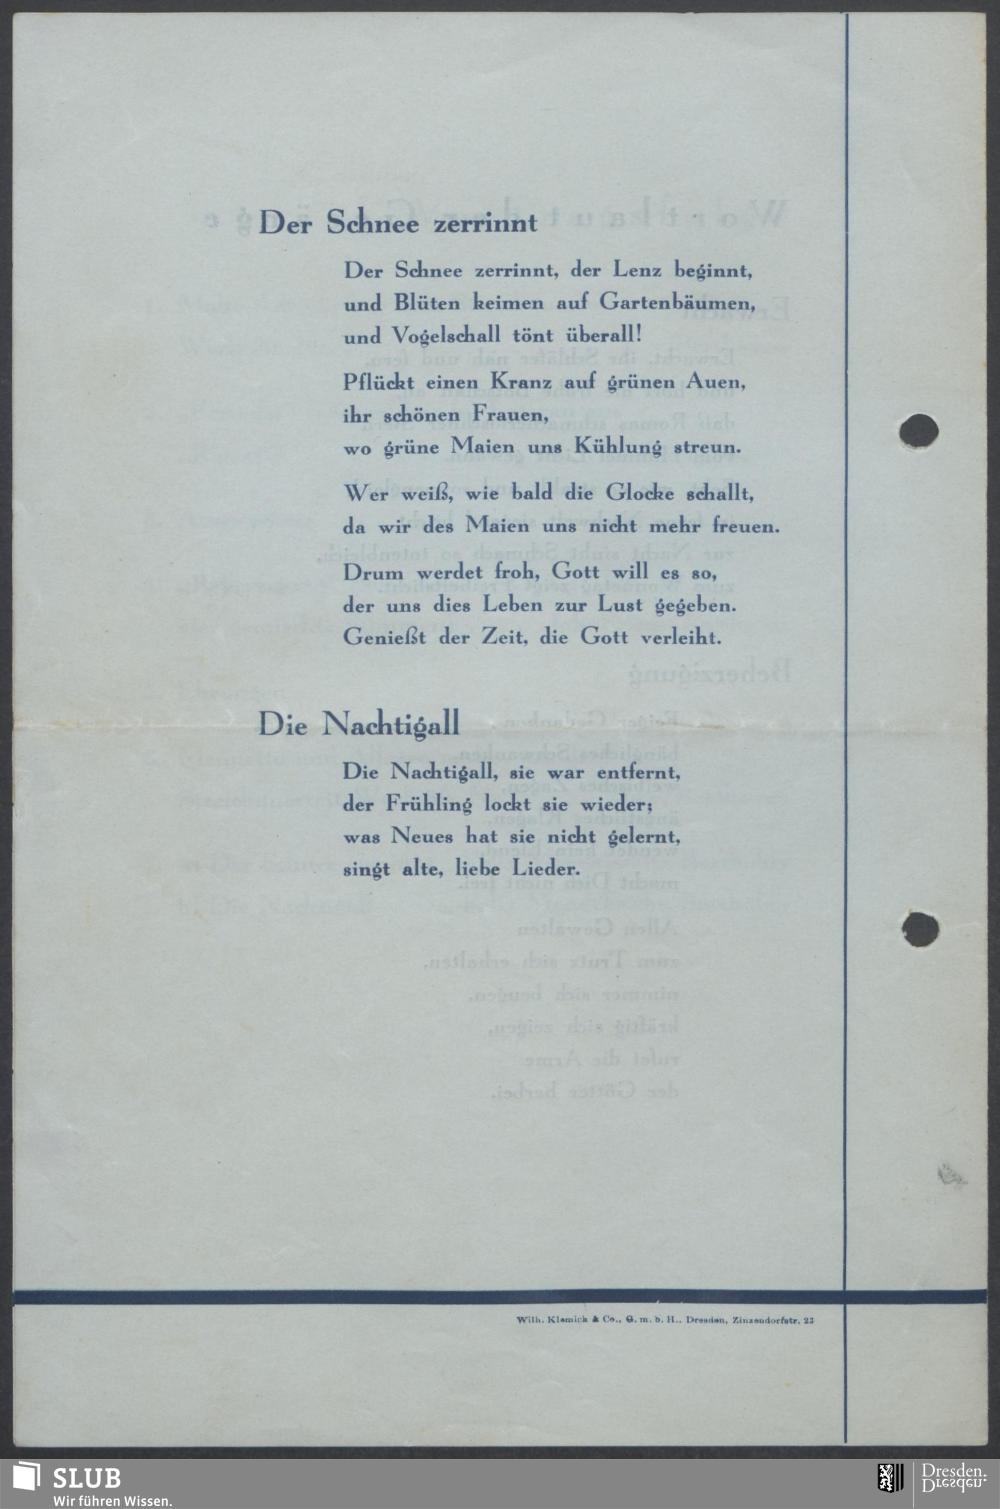 Der Schnee zerrinnt
Der Schnee zerrinnt, der Lenz beginnt,
und Blüten keimen auf Gartenbäumen,
und Vogelschall tönt überall!
Pflückt einen Kranz auf grünen Auen,
ihr schönen Frauen,
wo grüne Maien uns Kühlung streun.
Wer weiß, wie bald die Glocke schallt,
da wir des Maien uns nicht mehr freuen.
Drum werdet froh, Gott will es so,
der uns dies Leben zur Lust gegeben.
Genießt der Zeit, die Gott verleiht.
Die Nachtigall
Die Nachtigall, sie war entfernt,
der Frühling lockt sie wieder;
was Neues hat sie nicht gelernt,
singt alte, liebe Lieder.
Wilh. Klemich & Co., G. m. b. H., Dresden, Zinzendorfstr. 23
SLUB
Wir führen Wissen.
Dresden.
Dresden.